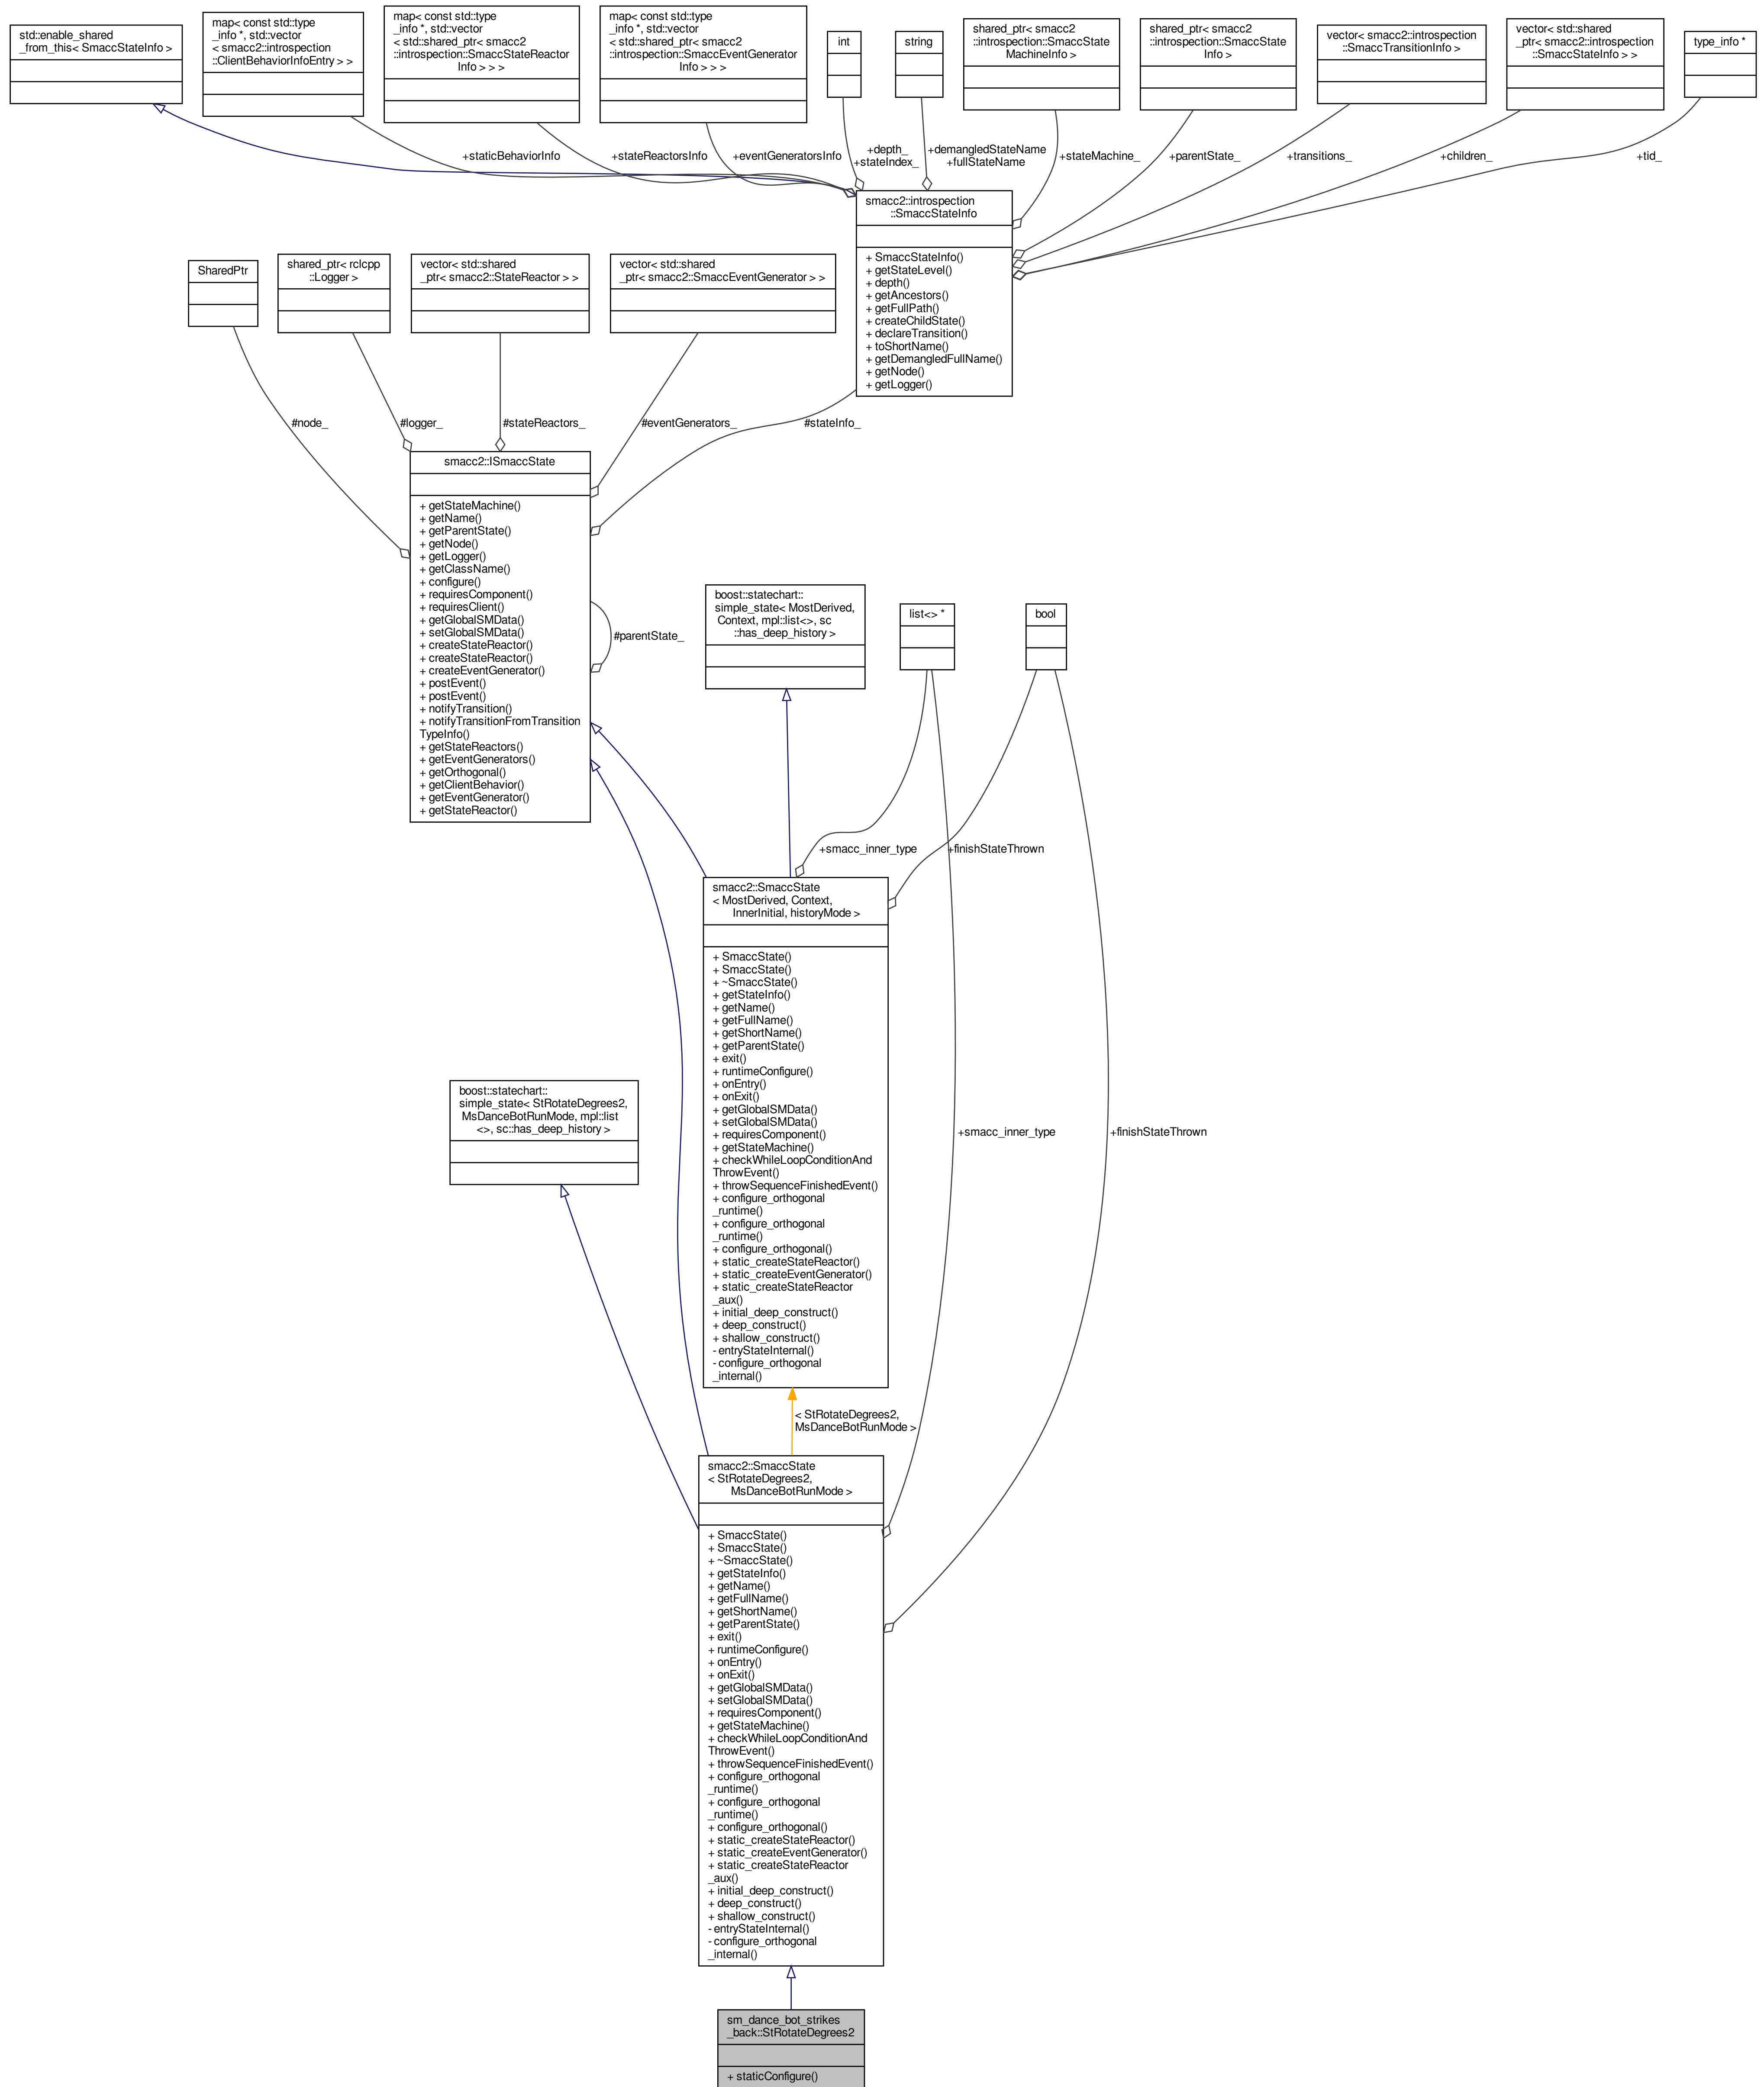 std::enable_shared
_from_this< SmaccStateInfo >
map< const std::type
_info *, std::vector
< smacc2::introspection
::ClientBehaviorInfoEntry > >
map< const std::type
_info *, std::vector
< std::shared_ptr< smacc2
::introspection::SmaccStateReactor
Info > > >
map< const std::type
_info *, std::vector
< std::shared_ptr< smacc2
::introspection::SmaccEventGenerator
Info > > >
int
string
shared_ptr< smacc2
::introspection::SmaccState
MachineInfo >
shared_ptr< smacc2
::introspection::SmaccState
Info >
vector< smacc2::introspection
::SmaccTransitionInfo >
vector< std::shared
_ptr< smacc2::introspection
::SmaccStateInfo > >
type_info *
+staticBehaviorInfo
+stateReactorsInfo
+eventGeneratorsInfo
+depth_
+stateIndex_
+demangledStateName
+fullStateName
+stateMachine_
+parentState_
+transitions_
+children_
+tid_
smacc2::introspection
::SmaccStateInfo
+ SmaccStateInfo()
+ getStateLevel()
+ depth()
+ getAncestors()
+ getFullPath()
+ createChildState()
+ declareTransition()
+ toShortName()
+ getDemangledFullName()
+ getNode()
+ getLogger()
SharedPtr
shared_ptr< rclcpp
::Logger >
vector< std::shared
_ptr< smacc2::StateReactor > >
vector< std::shared
_ptr< smacc2::SmaccEventGenerator > >
#node_
#logger_
#stateReactors_
#eventGenerators_
#stateInfo_
smacc2::ISmaccState
+ getStateMachine()
+ getName()
+ getParentState()
+ getNode()
+ getLogger()
+ getClassName()
+ configure()
+ requiresComponent()
+ requiresClient()
+ getGlobalSMData()
+ setGlobalSMData()
+ createStateReactor()
+ createStateReactor()
+ createEventGenerator()
+ postEvent()
+ postEvent()
+ notifyTransition()
+ notifyTransitionFromTransition
TypeInfo()
+ getStateReactors()
+ getEventGenerators()
+ getOrthogonal()
+ getClientBehavior()
+ getEventGenerator()
+ getStateReactor()
#parentState_
boost::statechart::
simple_state< MostDerived,
Context, mpl::list<>, sc
::has_deep_history >
list<> *
bool
+smacc_inner_type
+finishStateThrown
smacc2::SmaccState
< MostDerived, Context,
InnerInitial, historyMode >
+ SmaccState()
+ SmaccState()
+ ~SmaccState()
+ getStateInfo()
+ getName()
+ getFullName()
+ getShortName()
+ getParentState()
+ exit()
+ runtimeConfigure()
+ onEntry()
+ onExit()
+ getGlobalSMData()
+ setGlobalSMData()
+ requiresComponent()
+ getStateMachine()
+ checkWhileLoopConditionAnd
ThrowEvent()
+ throwSequenceFinishedEvent()
+ configure_orthogonal
_runtime()
+ configure_orthogonal
_runtime()
+ configure_orthogonal()
+ static_createStateReactor()
+ static_createEventGenerator()
+ static_createStateReactor
_aux()
+ initial_deep_construct()
+ deep_construct()
+ shallow_construct()
- entryStateInternal()
- configure_orthogonal
_internal()
boost::statechart::
simple_state< StRotateDegrees2,
MsDanceBotRunMode, mpl::list
<>, sc::has_deep_history >
+smacc_inner_type
+finishStateThrown
< StRotateDegrees2,
MsDanceBotRunMode >
smacc2::SmaccState
< StRotateDegrees2,
MsDanceBotRunMode >
+ SmaccState()
+ SmaccState()
+ ~SmaccState()
+ getStateInfo()
+ getName()
+ getFullName()
+ getShortName()
+ getParentState()
+ exit()
+ runtimeConfigure()
+ onEntry()
+ onExit()
+ getGlobalSMData()
+ setGlobalSMData()
+ requiresComponent()
+ getStateMachine()
+ checkWhileLoopConditionAnd
ThrowEvent()
+ throwSequenceFinishedEvent()
+ configure_orthogonal
_runtime()
+ configure_orthogonal
_runtime()
+ configure_orthogonal()
+ static_createStateReactor()
+ static_createEventGenerator()
+ static_createStateReactor
_aux()
+ initial_deep_construct()
+ deep_construct()
+ shallow_construct()
- entryStateInternal()
- configure_orthogonal
_internal()
sm_dance_bot_strikes
_back::StRotateDegrees2
+ staticConfigure()